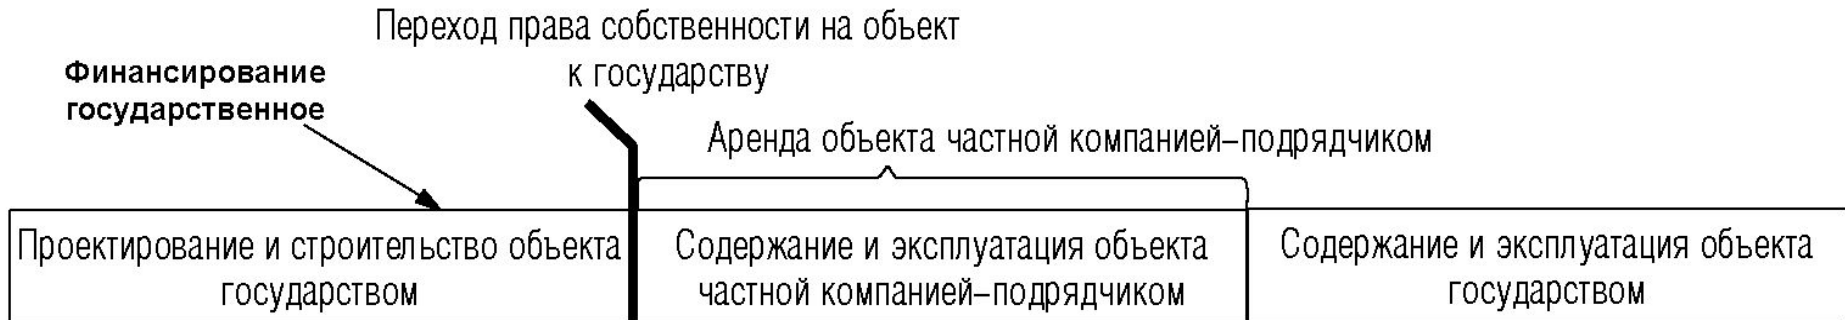 Переход права собственности на объект
к государству
Финансирование
государственное
Аренда объекта частной компанией–подрядчиком
Проектирование и строительство объекта
государством
Содержание и эксплуатация объекта
частной компанией–подрядчиком
Содержание и эксплуатация объекта
государством